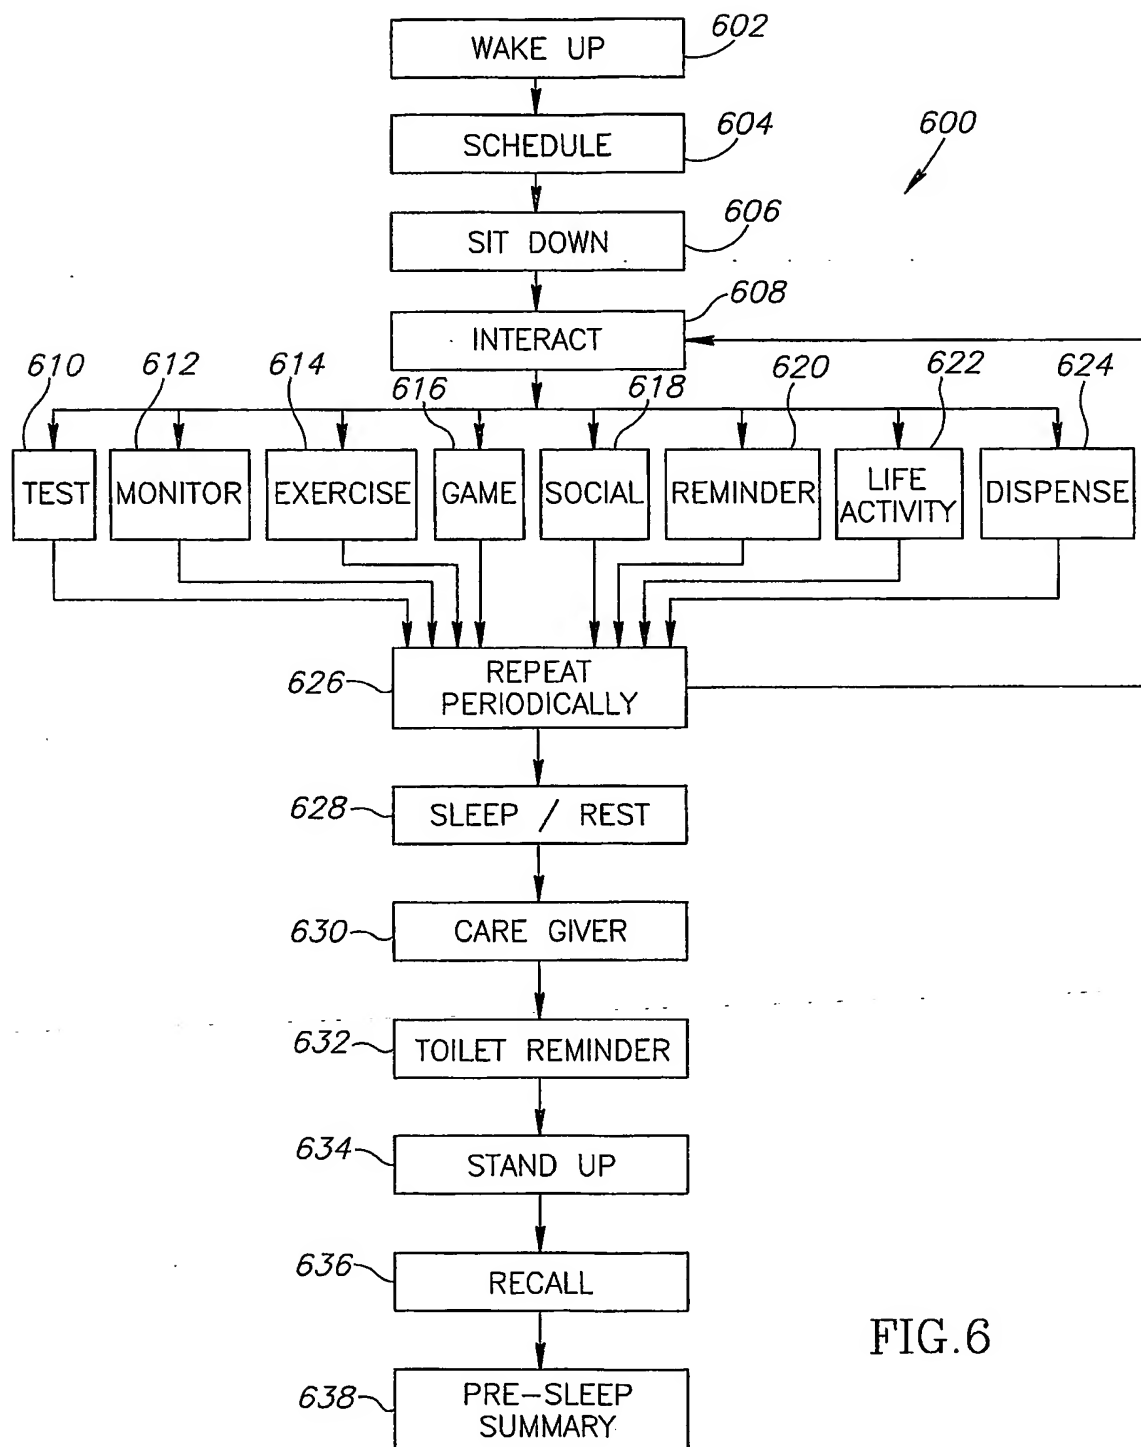 WAKE UP
602
SCHEDULE
604
600
SIT DOWN
606
INTERACT
608
610
612
614
616
618
620
622
624
TEST
MONITOR
EXERCISE
GAME
SOCIAL
REMINDER
LIFE
ACTIVITY
DISPENSE
626
REPEAT
PERIODICALLY
628
SLEEP / REST
630
CARE GIVER
632
TOILET REMINDER
634
STAND UP
636
RECALL
638
PRE-SLEEP
SUMMARY
FIG.6